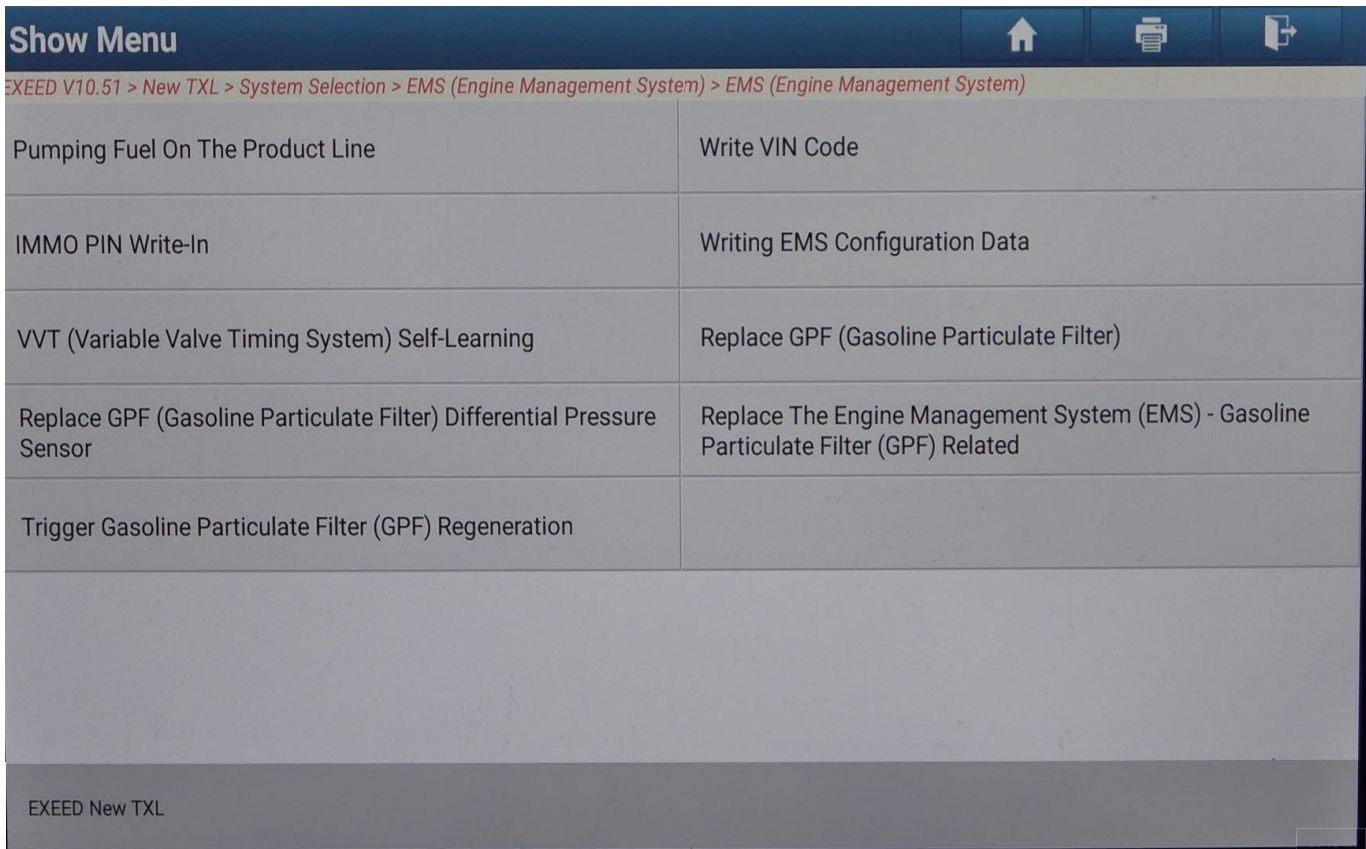 Show Menu
EXEED V10.51 > New TXL > System Selection > EMS (Engine Management System) > EMS (Engine Management System)
Pumping Fuel On The Product Line
Write VIN Code
IMMO PIN Write-In
Writing EMS Configuration Data
VVT (Variable Valve Timing System) Self-Learning
Replace GPF (Gasoline Particulate Filter)
Replace GPF (Gasoline Particulate Filter) Differential Pressure
Sensor
Replace The Engine Management System (EMS) - Gasoline
Particulate Filter (GPF) Related
Trigger Gasoline Particulate Filter (GPF) Regeneration
EXEED New TXL